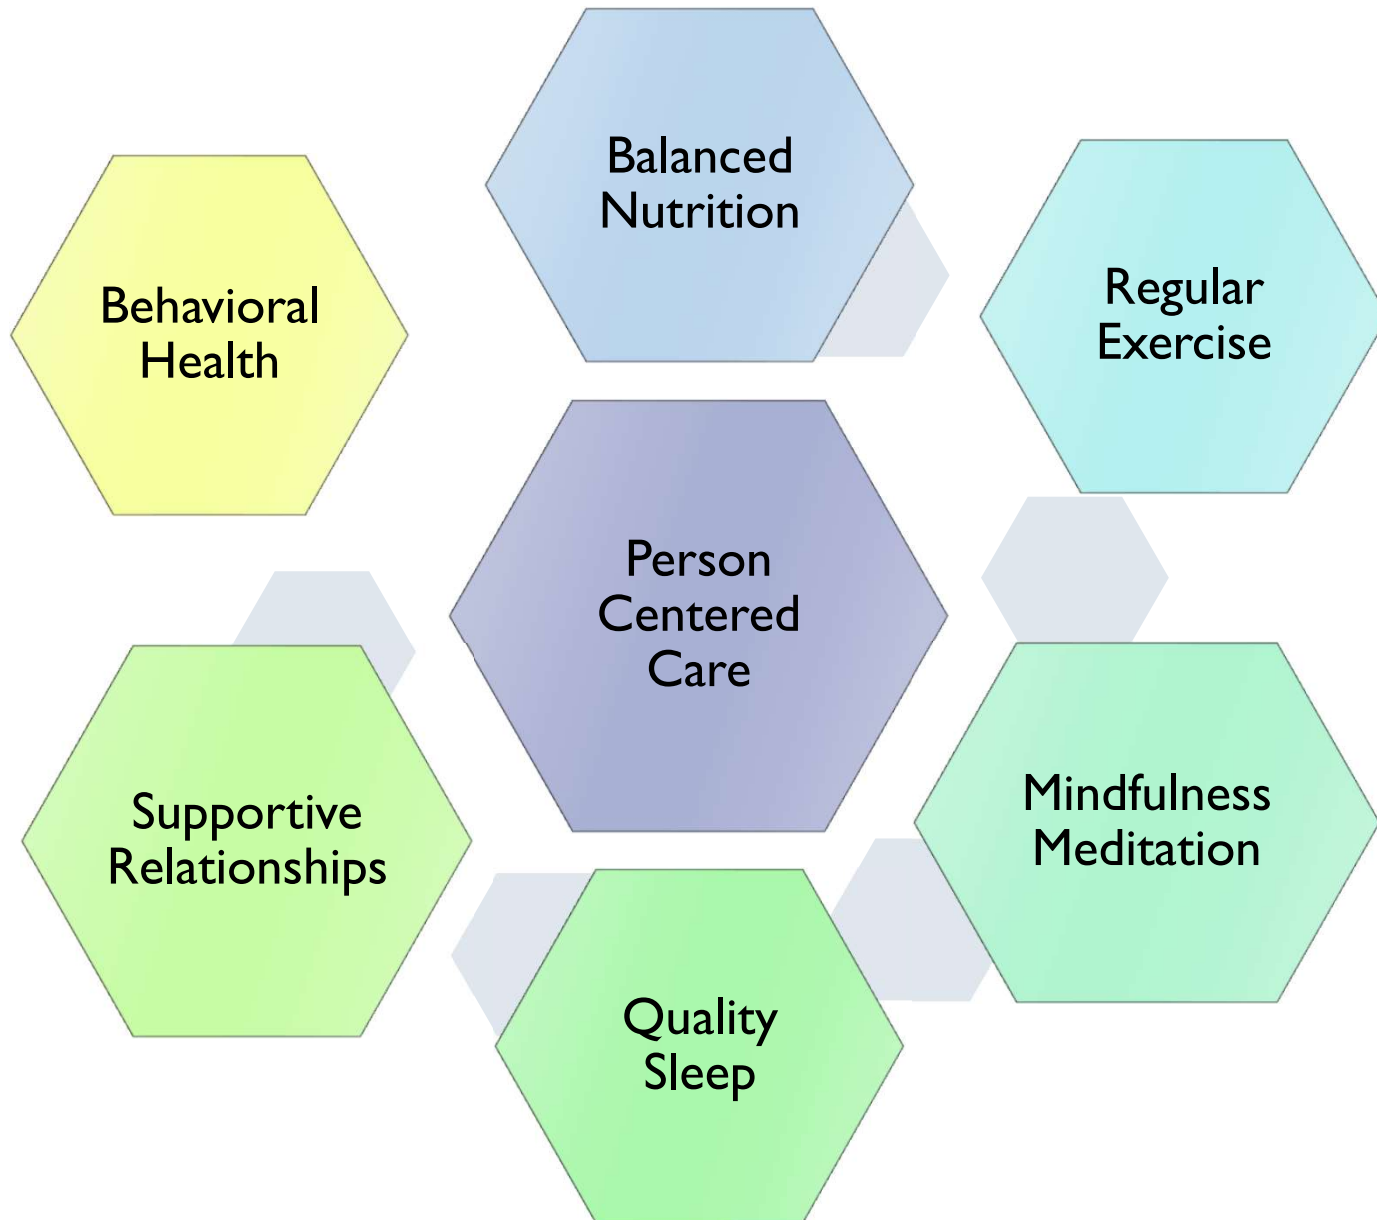 Balanced
Nutrition
Regular
Exercise
Behavioral
Health
Person
Centered
Care
Mindfulness
Meditation
Supportive
Relationships
Quality
Sleep